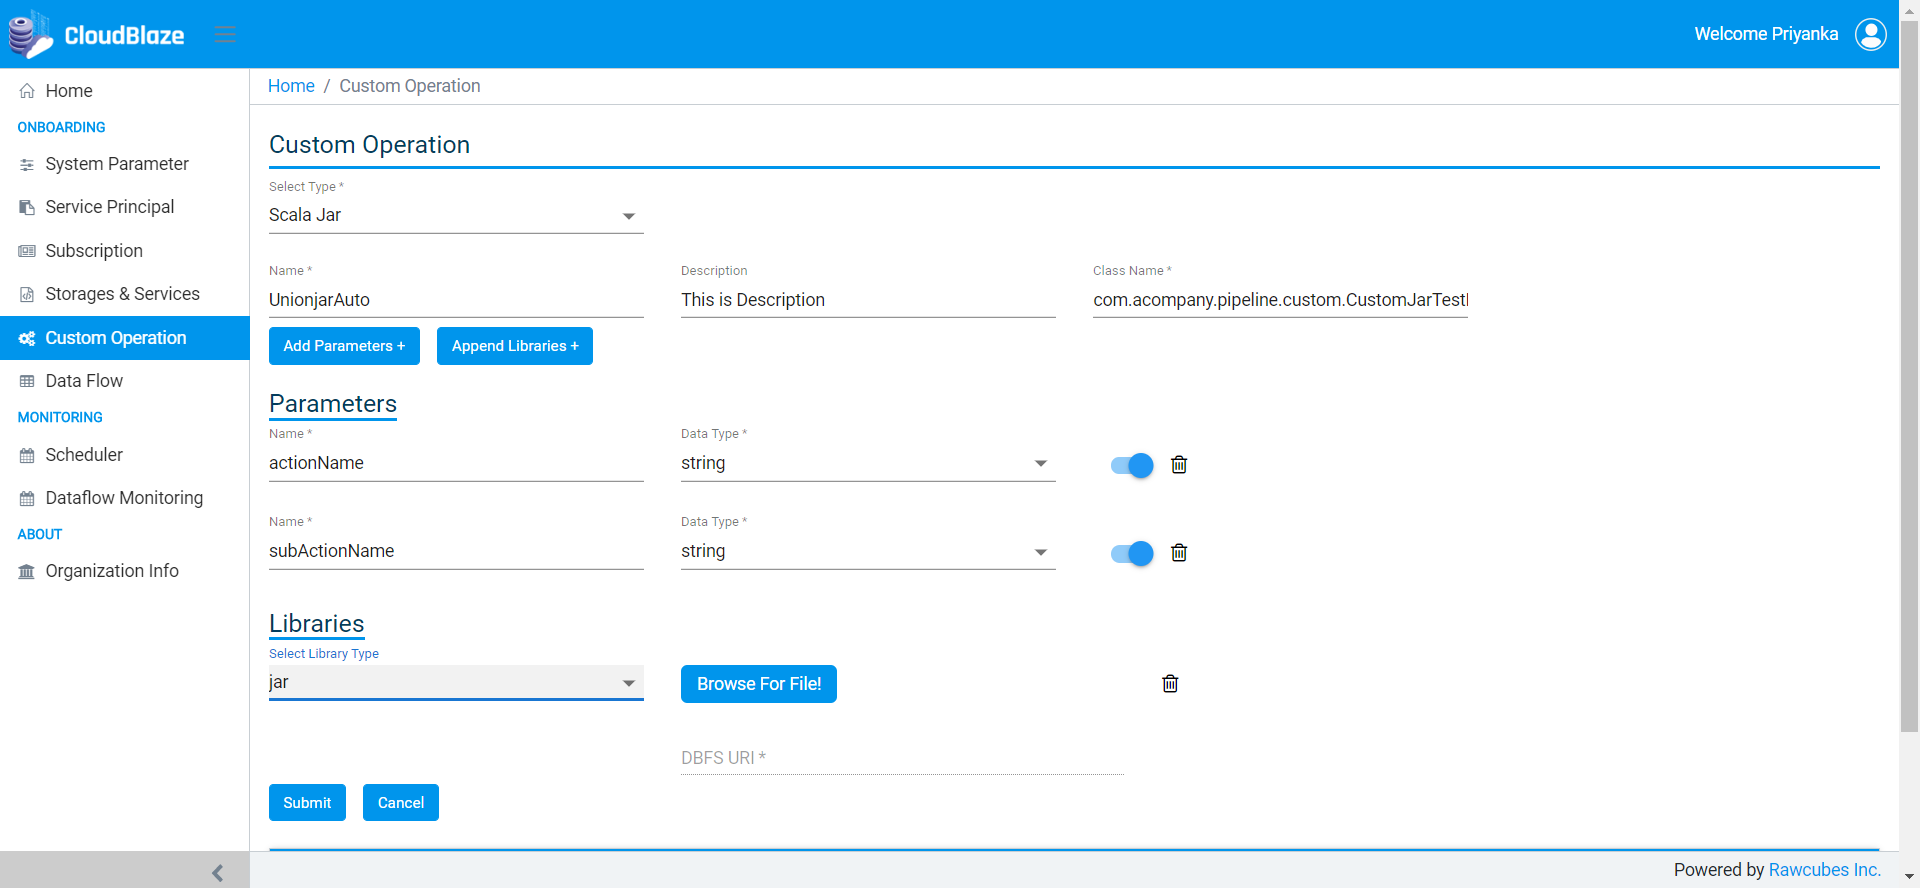 CloudBlaze
Welcome Priyanka
Home
ONBOARDING
System Parameter
Service Principal
Subscription
Storages & Services
Custom Operation
Data Flow
MONITORING
Scheduler
Dataflow Monitoring
ABOUT
Organization Info
Home / Custom Operation
Custom Operation
Select Type *
Scala Jar
Name * Description Class Name *
UnionjarAuto This is Description com.acompany.pipeline.custom.CustomJarTest
Add Parameters + Append Libraries +
Parameters
Name * Data Type *
actionName string
Name * Data Type *
subActionName string
Libraries
Select Library Type
jar Browse For File!
DBFS URI *
Submit Cancel
Powered by Rawcubes Inc.